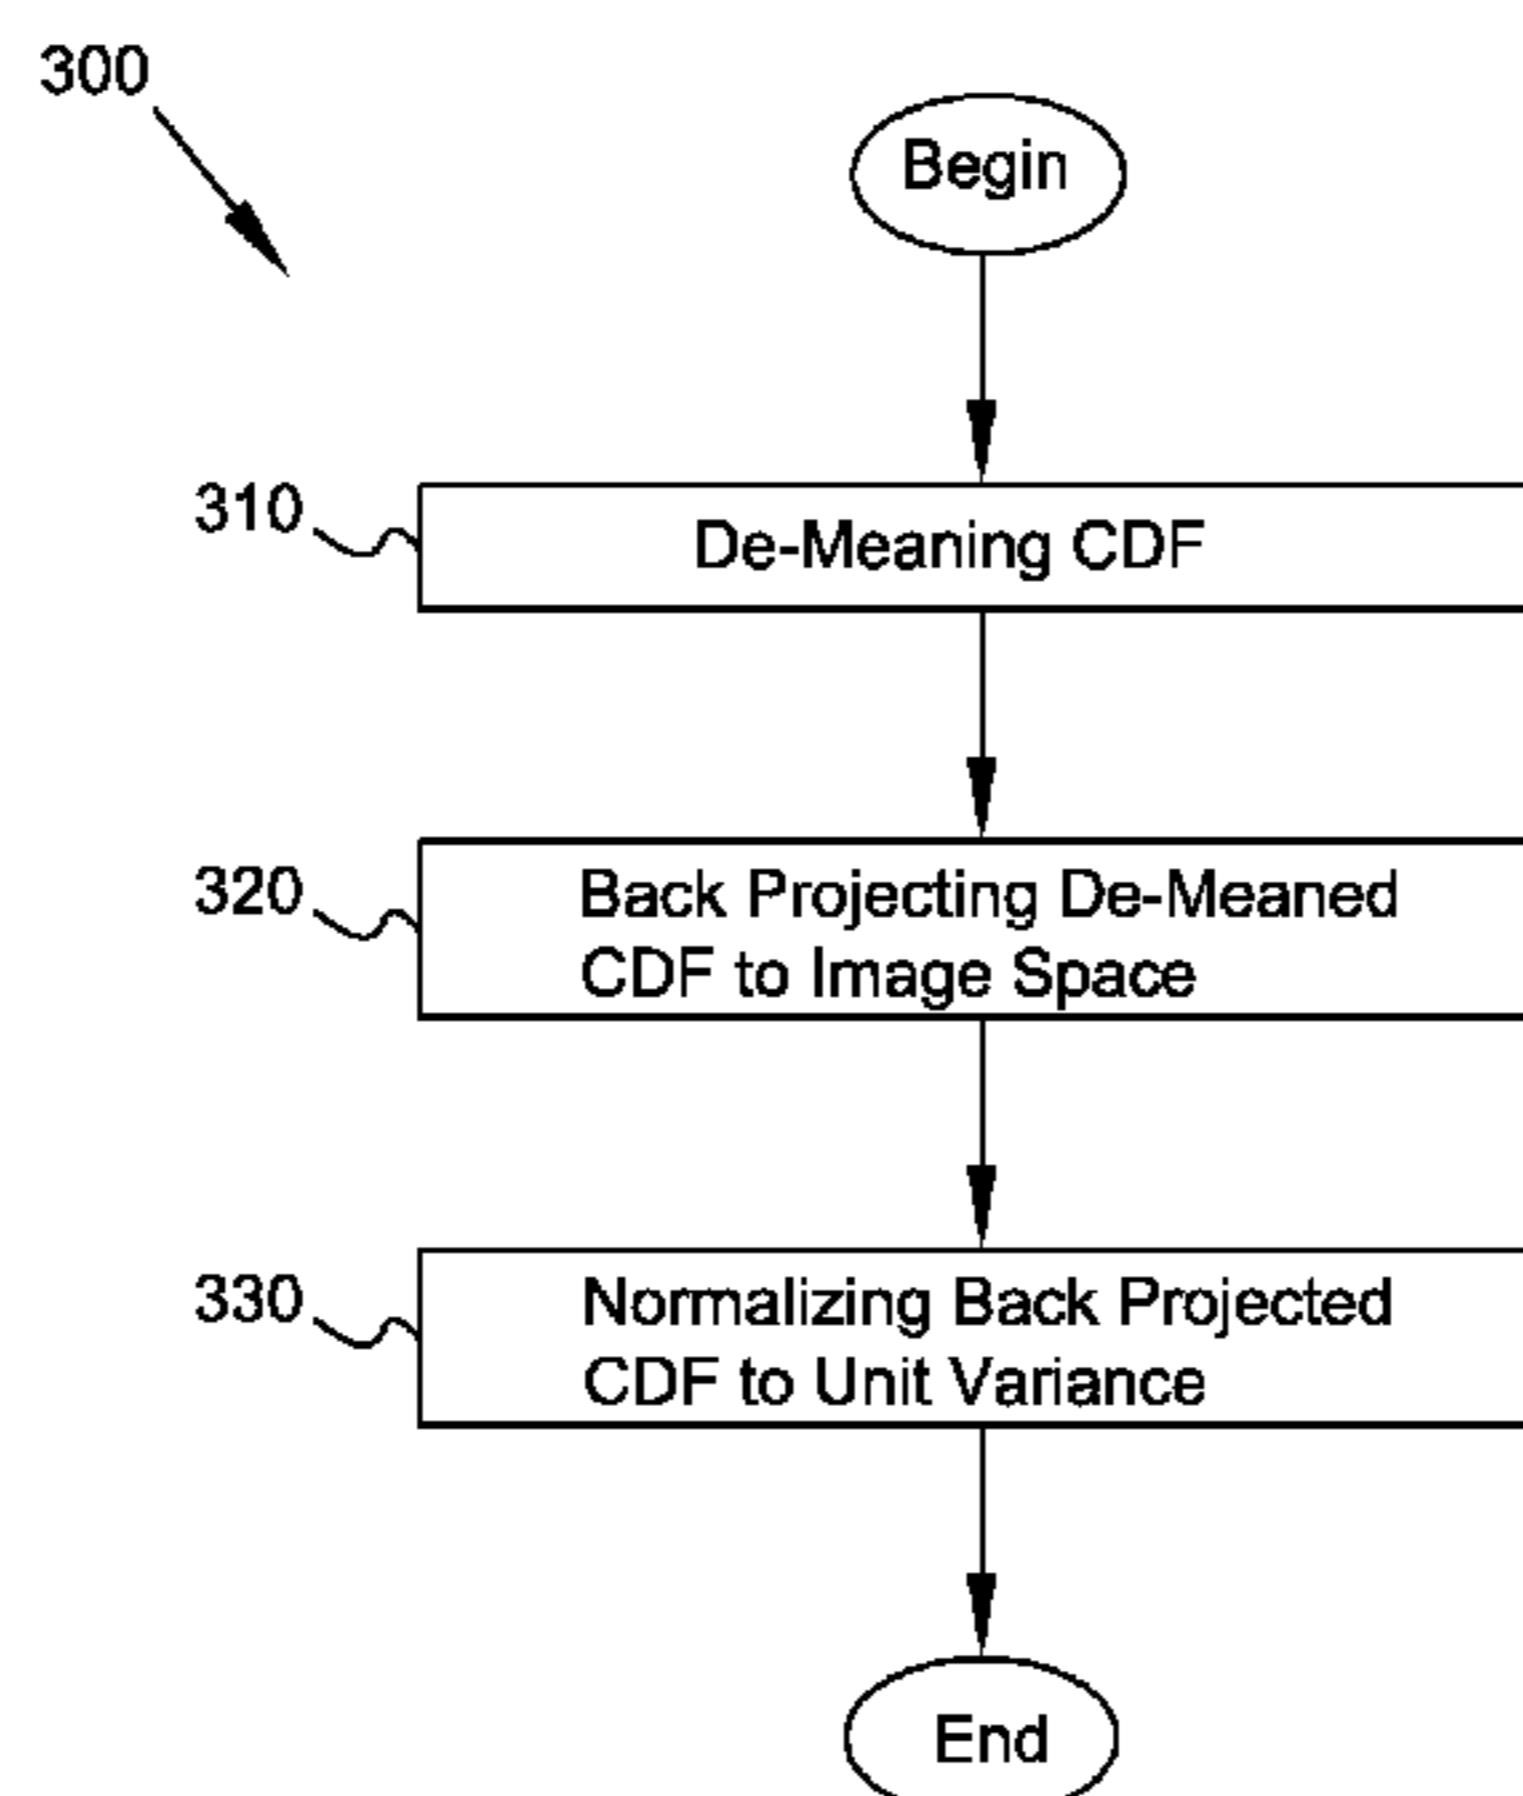 300
Begin
310
De-Meaning CDF
320
Back Projecting De-Meaned
CDF to Image Space
330
Normalizing Back Projected
CDF to Unit Variance
End